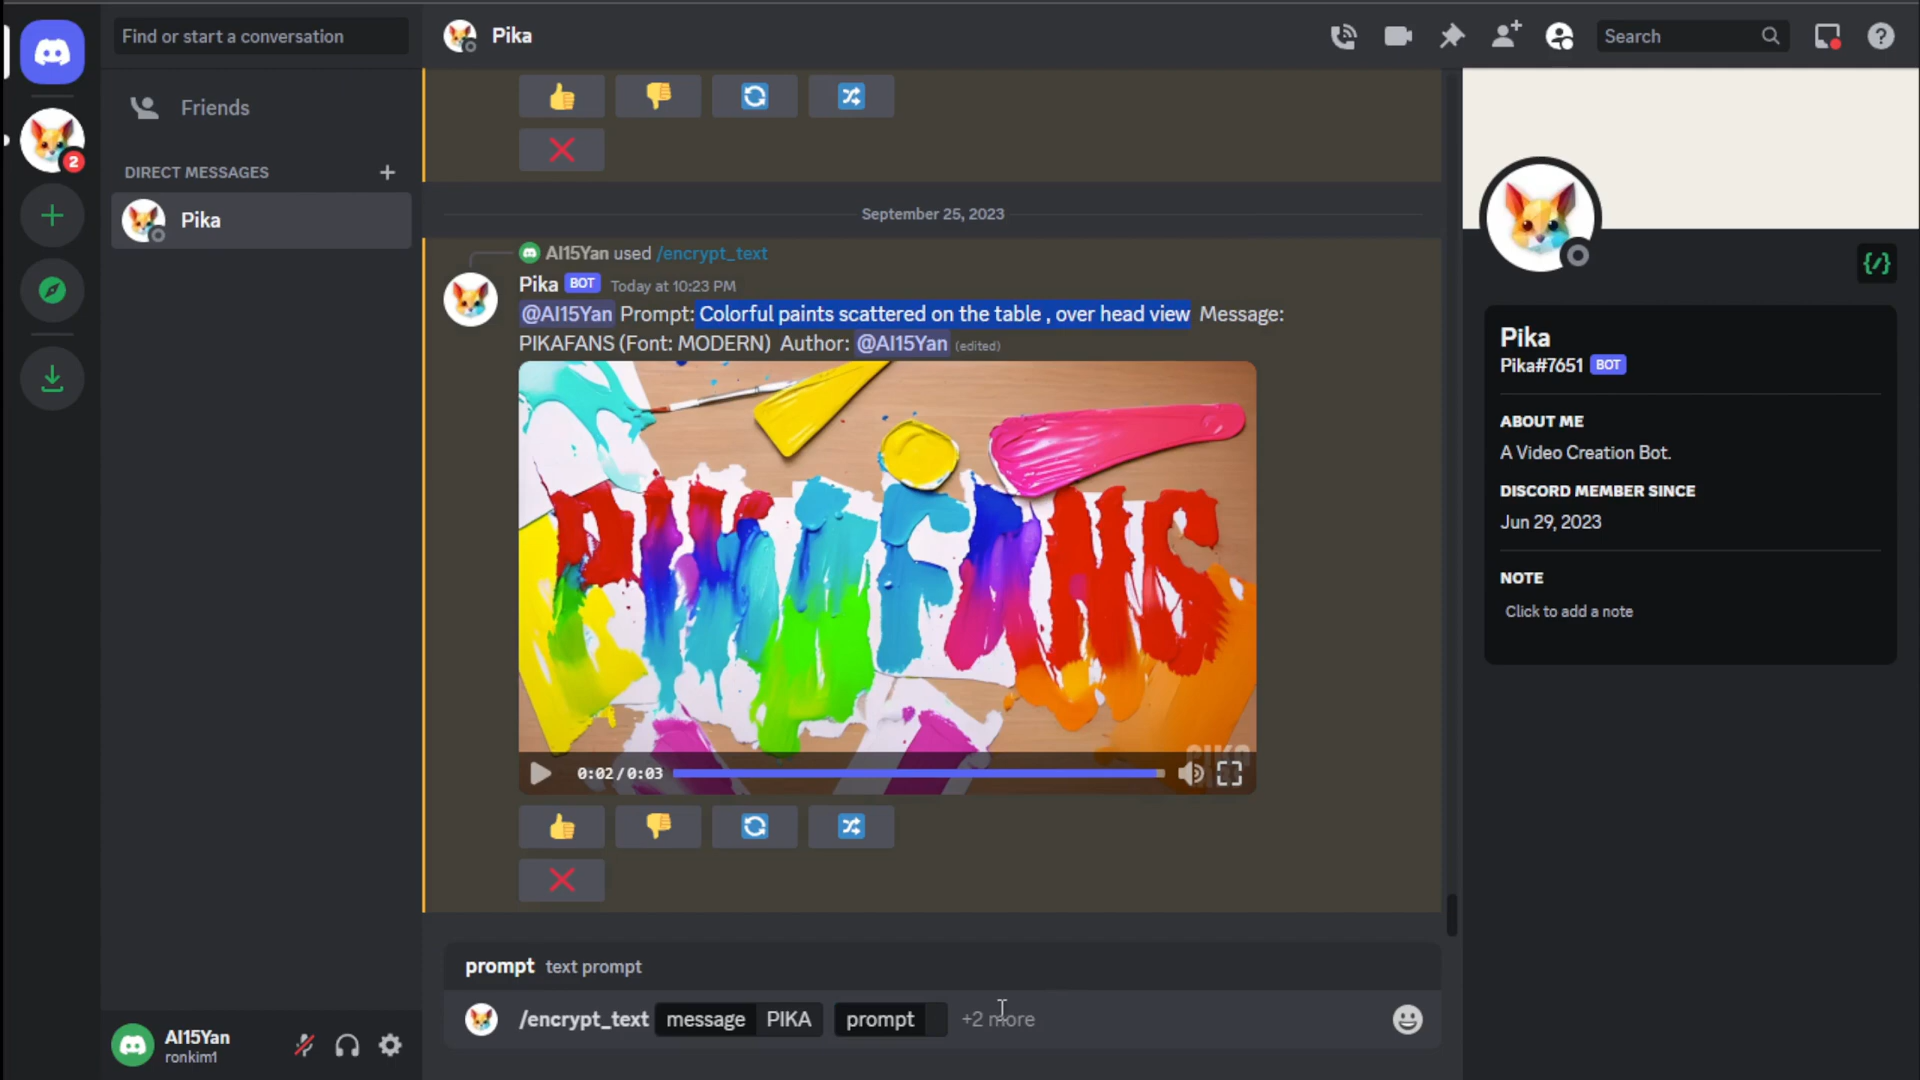 Find or start a conversation
Pika
Search
Friends
DIRECT MESSAGES
2
Pika
September 25, 2023
AI15Yan used /encrypt_text
Pika BOT Today at 10:23 PM
@AI15Yan Prompt: Colorful paints scattered on the table , over head view Message:
PIKAFANS (Font: MODERN) Author: @AI15Yan (edited)
PIKAFANS
PIKA
0:02/0:03
Pika
Pika#7651 BOT
ABOUT ME
A Video Creation Bot.
DISCORD MEMBER SINCE
Jun 29, 2023
NOTE
Click to add a note
prompt text prompt
/encrypt_text message PIKA prompt +2 more
AI15Yan
ronkim1